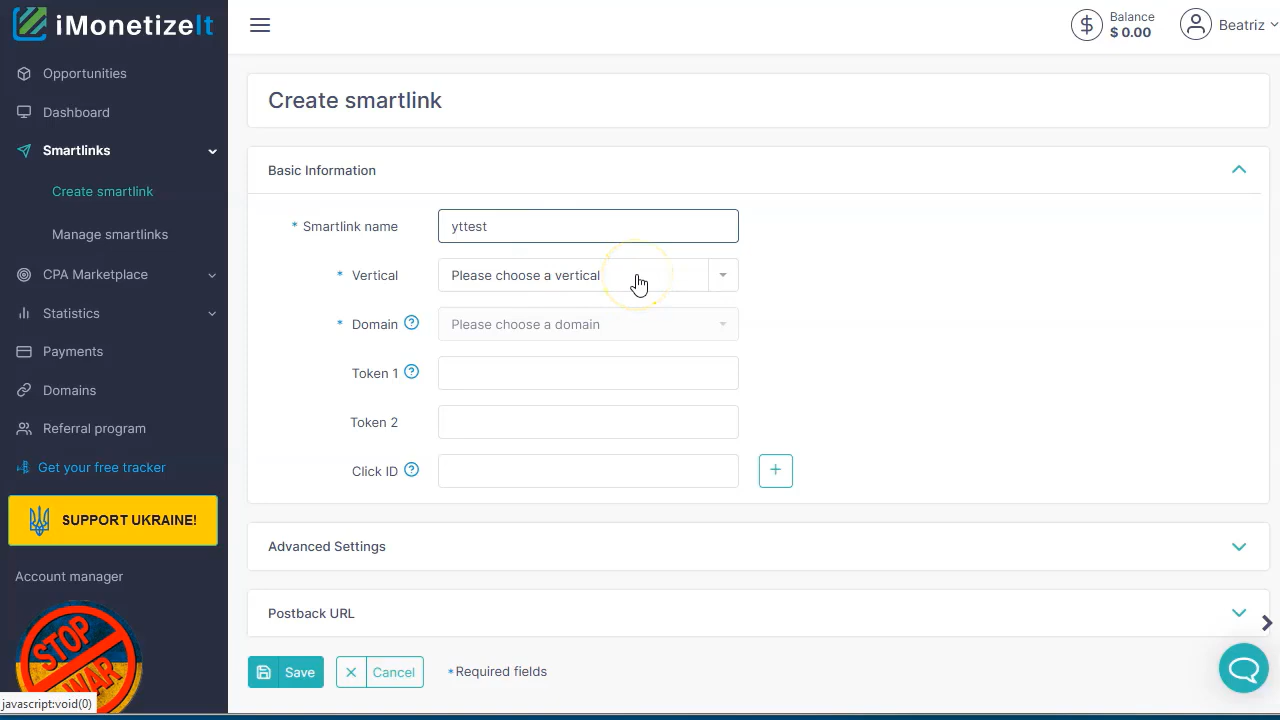 iMonetizeIt
Balance
$ 0.00
Beatriz
Opportunities
Dashboard
Smartlinks
Create smartlink
Manage smartlinks
CPA Marketplace
Statistics
Payments
Domains
Referral program
Get your free tracker
SUPPORT UKRAINE!
Account manager
STOP
WAR
javascript:void(0)
Create smartlink
Basic Information
* Smartlink name
yttest
* Vertical
Please choose a vertical
* Domain ?
Please choose a domain
Token 1 ?
Token 2
Click ID ?
+
Advanced Settings
Postback URL
Save
Cancel
*Required fields